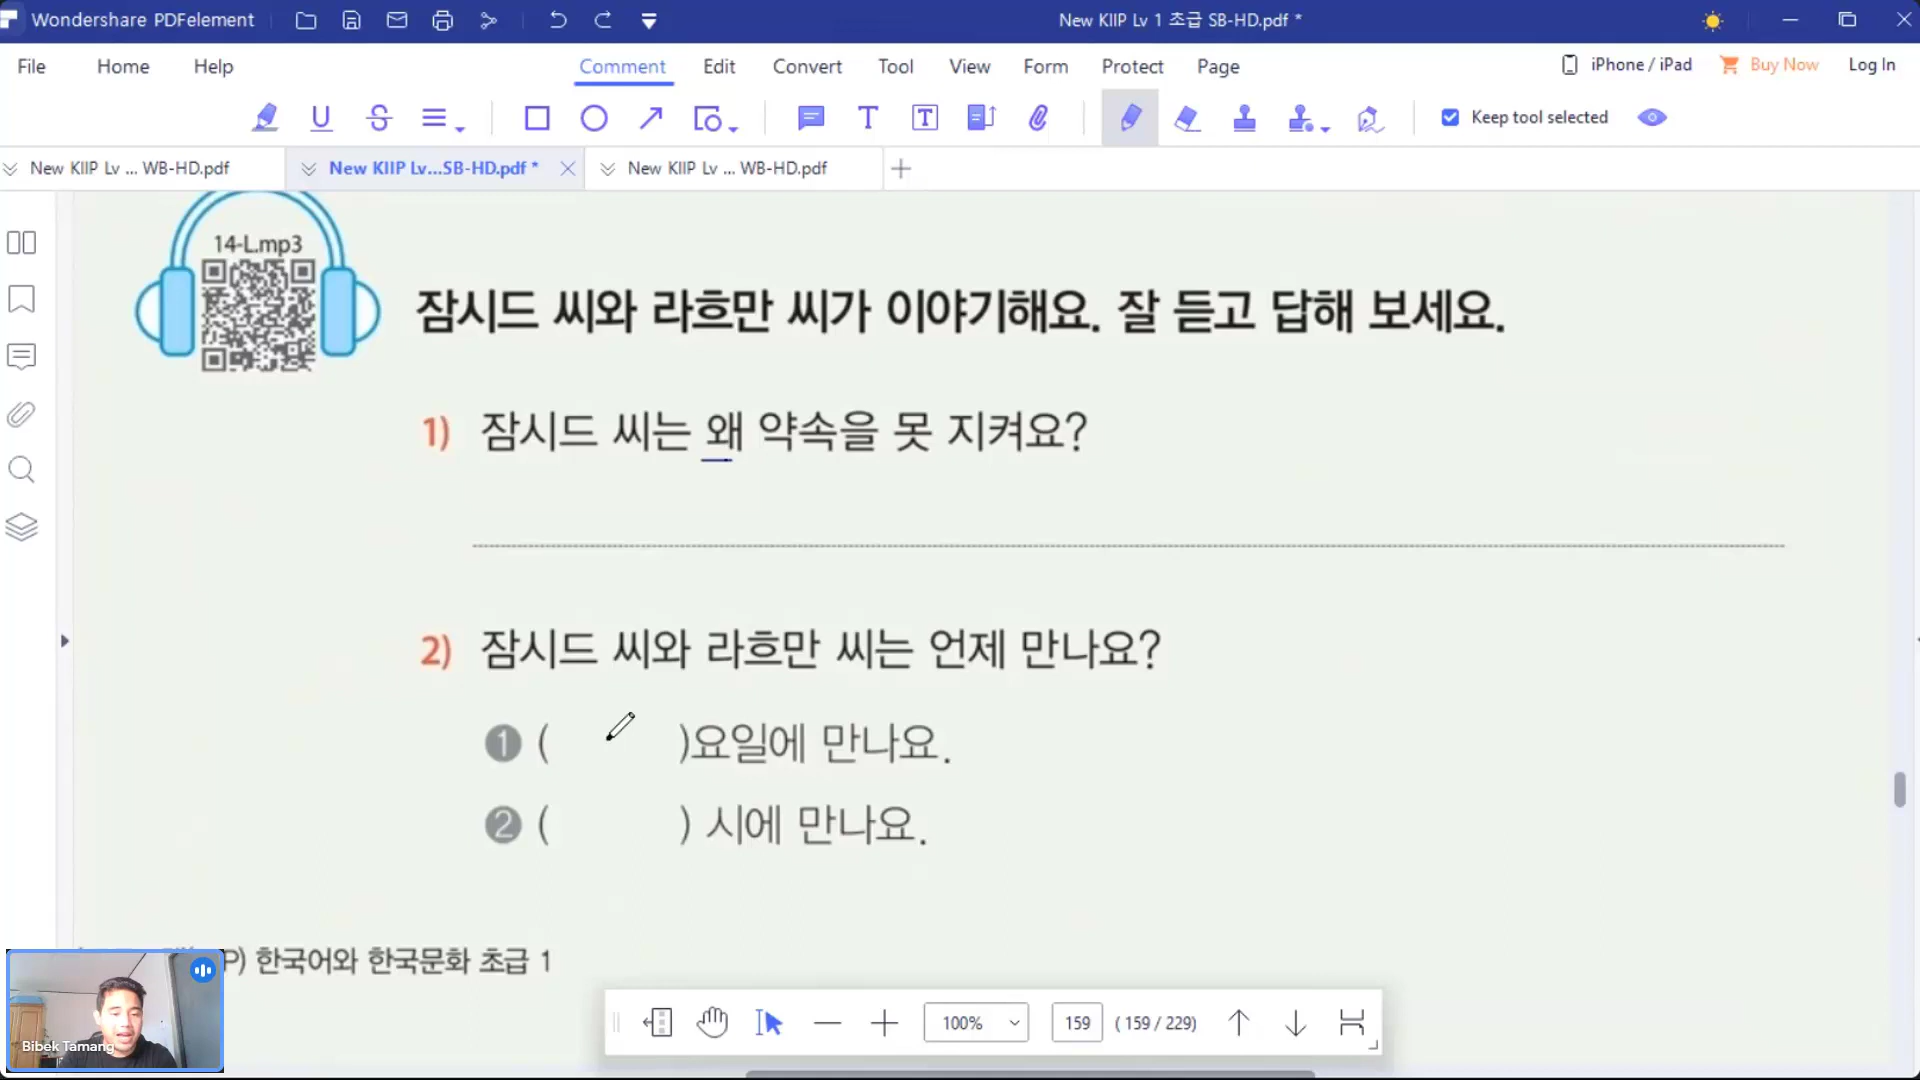 Wondershare PDFelement
New KIIP Lv 1 초급 SB-HD.pdf *
File Home Help Comment Edit Convert Tool View Form Protect Page iPhone / iPad Buy Now Log In
Keep tool selected
New KIIP Lv ... WB-HD.pdf New KIIP Lv...SB-HD.pdf * New KIIP Lv ... WB-HD.pdf
14-L.mp3
잠시드 씨와 라흐만 씨가 이야기해요. 잘 듣고 답해 보세요.
1) 잠시드 씨는 왜 약속을 못 지켜요?
2) 잠시드 씨와 라흐만 씨는 언제 만나요?
1 ( )요일에 만나요.
2 ( ) 시에 만나요.
P) 한국어와 한국문화 초급 1
Bibek Tamang
100% 159 ( 159 / 229)